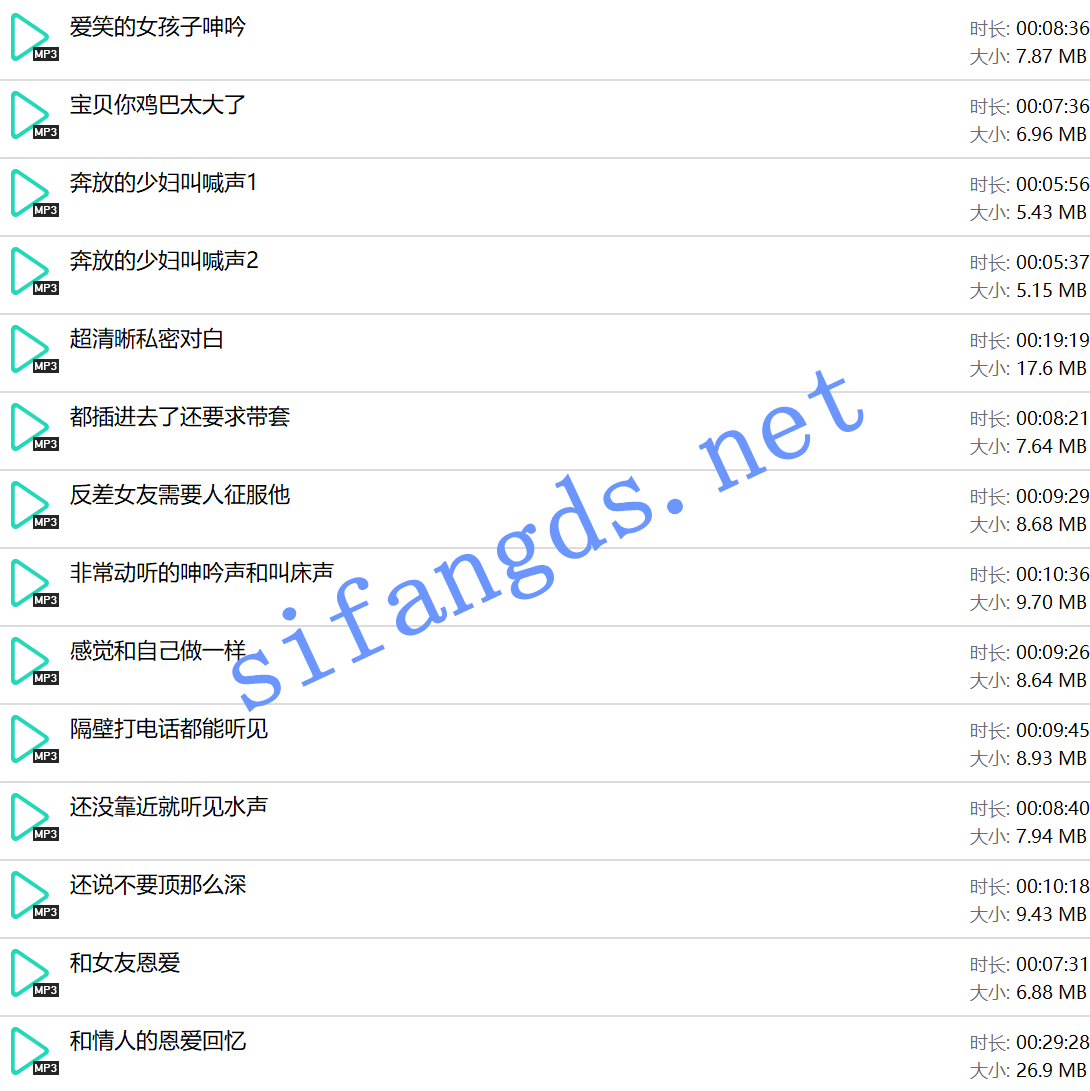 爱笑的女孩子呻吟
时长: 00:08:36
MP3
大小: 7.87 MB
宝贝你鸡巴太大了
时长: 00:07:36
MP3
大小: 6.96 MB
奔放的少妇叫喊声1
时长: 00:05:56
MP3
大小: 5.43 MB
奔放的少妇叫喊声2
时长: 00:05:37
MP3
大小: 5.15 MB
超清晰私密对白
时长: 00:19:19
MP3
大小: 17.6 MB
都插进去了还要求带套
时长: 00:08:21
MP3
大小: 7.64 MB
反差女友需要人征服他
时长: 00:09:29
MP3
大小: 8.68 MB
非常动听的呻吟声和叫床声
时长: 00:10:36
MP3
大小: 9.70 MB
感觉和自己做一样
时长: 00:09:26
MP3
大小: 8.64 MB
隔壁打电话都能听见
时长: 00:09:45
MP3
大小: 8.93 MB
还没靠近就听见水声
时长: 00:08:40
MP3
大小: 7.94 MB
还说不要顶那么深
时长: 00:10:18
MP3
大小: 9.43 MB
和女友恩爱
时长: 00:07:31
MP3
大小: 6.88 MB
和情人的恩爱回忆
时长: 00:29:28
MP3
大小: 26.9 MB
sifangds.net